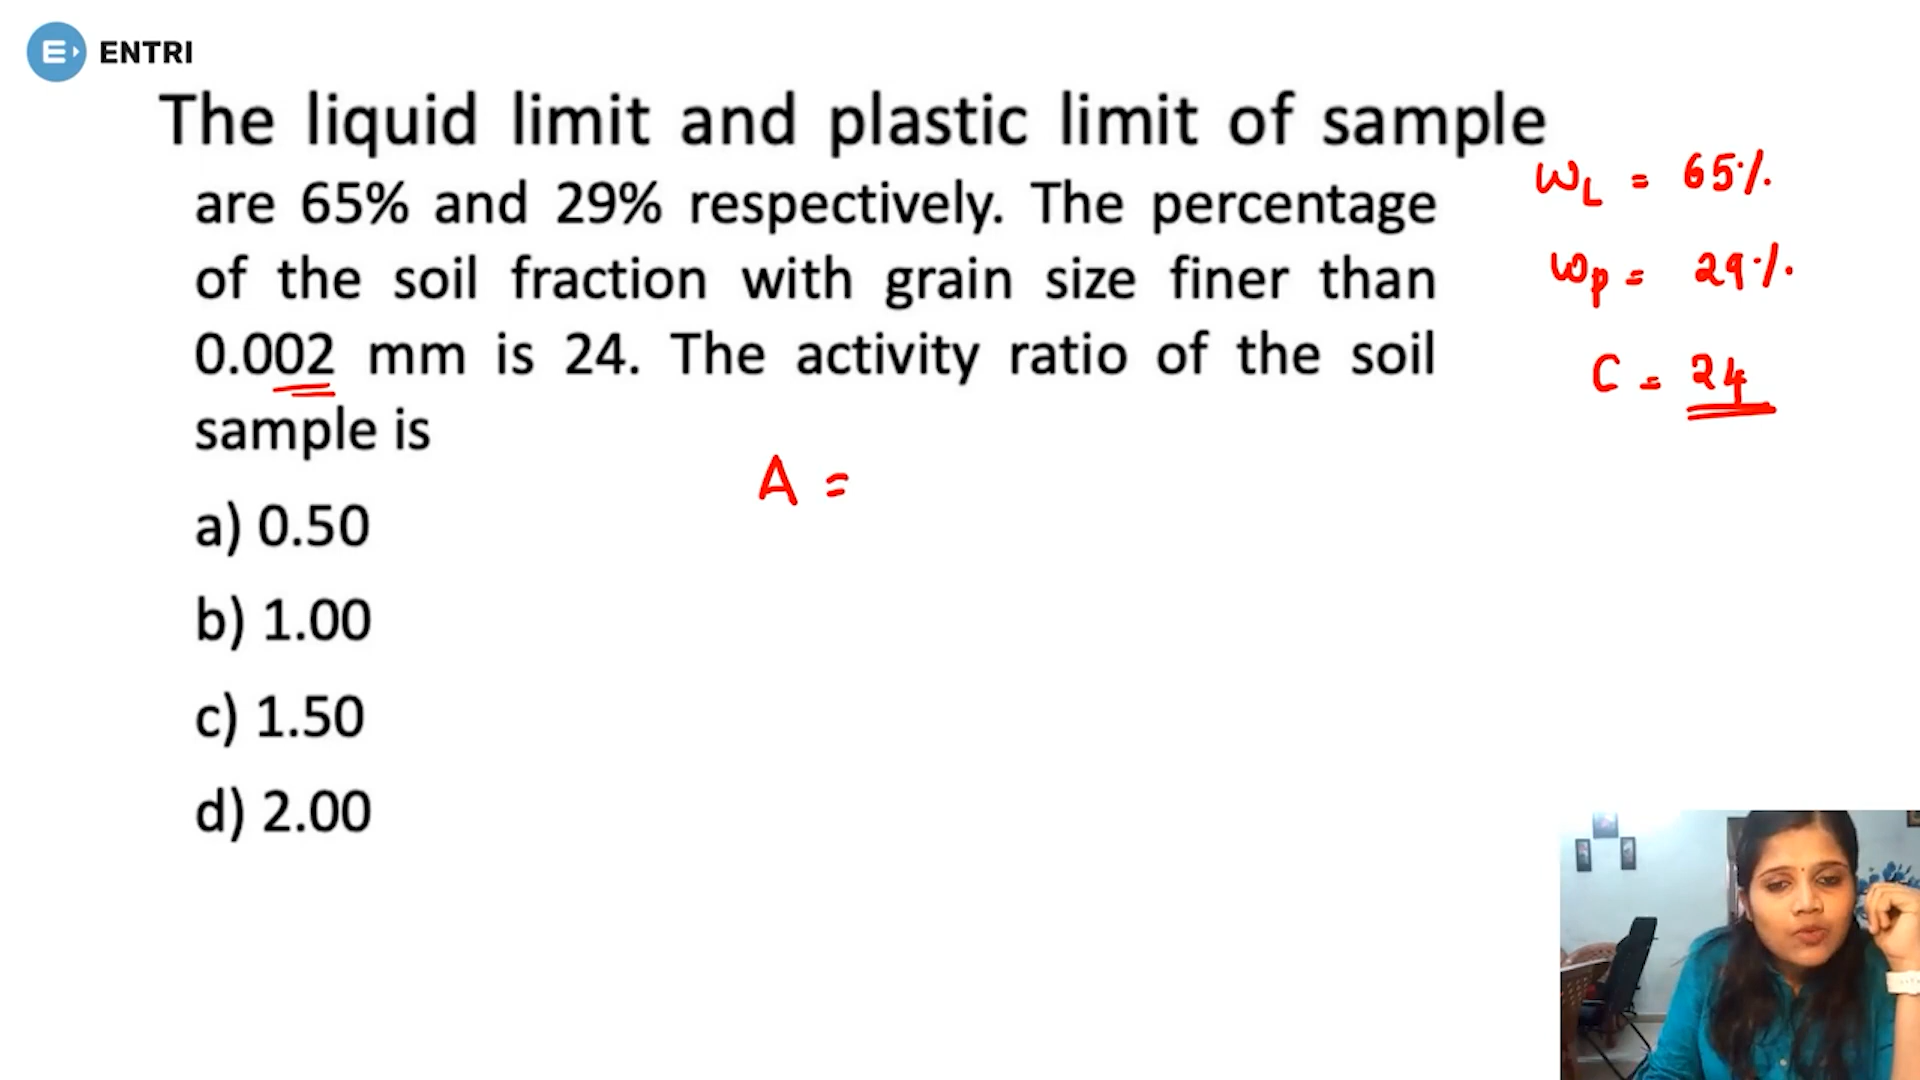 ENTRI
The liquid limit and plastic limit of sample
are 65% and 29% respectively. The percentage
of the soil fraction with grain size finer than
0.002 mm is 24. The activity ratio of the soil
sample is
a) 0.50
b) 1.00
c) 1.50
d) 2.00
A =
WL = 65%
Wp = 29%
C = 24